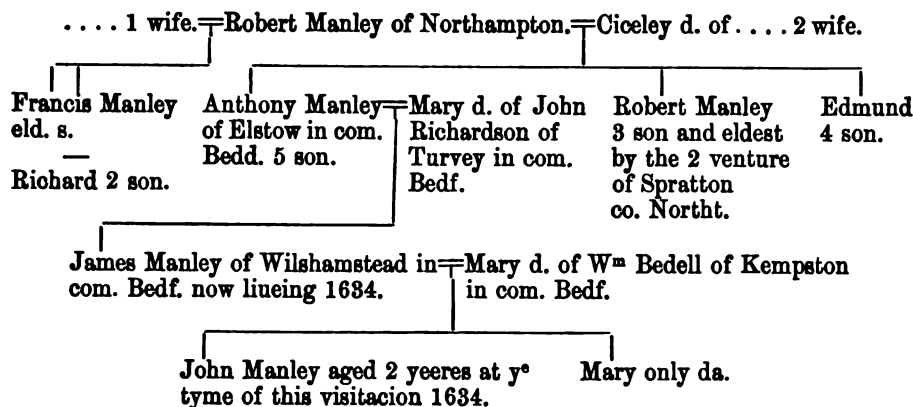 .... 1 wife.=Robert Manley of Northampton.=Ciceley d. of .... 2 wife.
Francis Manley
eld. s.
—
Riohard 2 son.
Anthony Manley=Mary d. of John
of Elstow in com.
Bedd. 5 son.
Richardson of
Turvey in com.
Bedf.
Robert Manley
3 son and eldest
by the 2 venture
of Spratton
co. Northt.
Edmund
4 son.
James Manley of Wilshamstead in=Mary d. of Wᵐ Bedell of Kempston
com. Bedf. now liueing 1634.
in com. Bedf.
John Manley aged 2 yeeres at yᵉ
tyme of this visitacion 1634.
Mary only da.